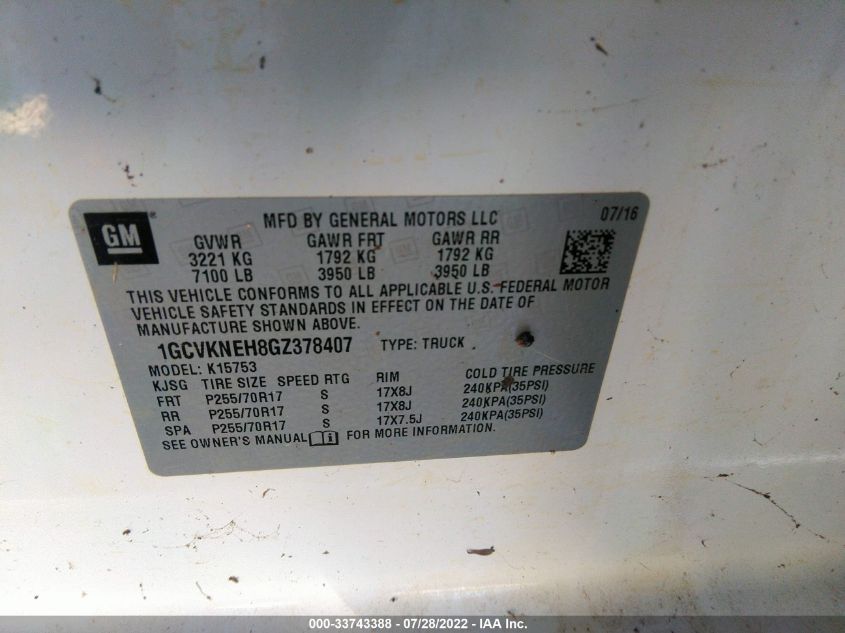 GM
MFD BY GENERAL MOTORS LLC
07/16
GVWR GAWR FRT GAWR RR
3221 KG 1792 KG 1792 KG
7100 LB 3950 LB 3950 LB
THIS VEHICLE CONFORMS TO ALL APPLICABLE U.S. FEDERAL MOTOR
VEHICLE SAFETY STANDARDS IN EFFECT ON THE DATE OF
MANUFACTURE SHOWN ABOVE.
1GCVKNEH8GZ378407 TYPE: TRUCK
MODEL: K15753
KJSG TIRE SIZE SPEED RTG RIM COLD TIRE PRESSURE
FRT P255/70R17 S 17X8J 240KPA(35PSI)
RR P255/70R17 S 17X8J 240KPA(35PSI)
SPA P255/70R17 S 17X7.5J 240KPA(35PSI)
SEE OWNER'S MANUAL FOR MORE INFORMATION.
000-33743388 - 07/28/2022 - IAA Inc.